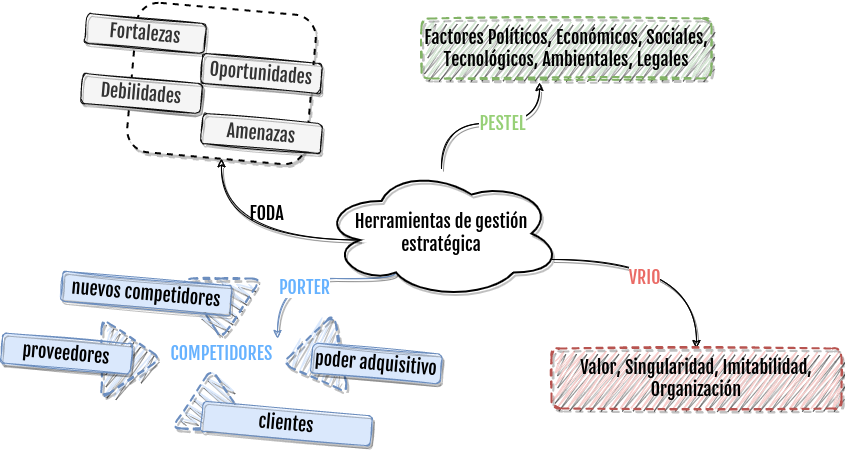 Fortalezas
Oportunidades
Debilidades
Amenazas
FODA
Factores Políticos, Económicos, Sociales,
Tecnológicos, Ambientales, Legales
PESTEL
Herramientas de gestión
estratégica
PORTER
nuevos competidores
proveedores
COMPETIDORES
poder adquisitivo
clientes
VRIO
Valor, Singularidad, Imitabilidad,
Organización